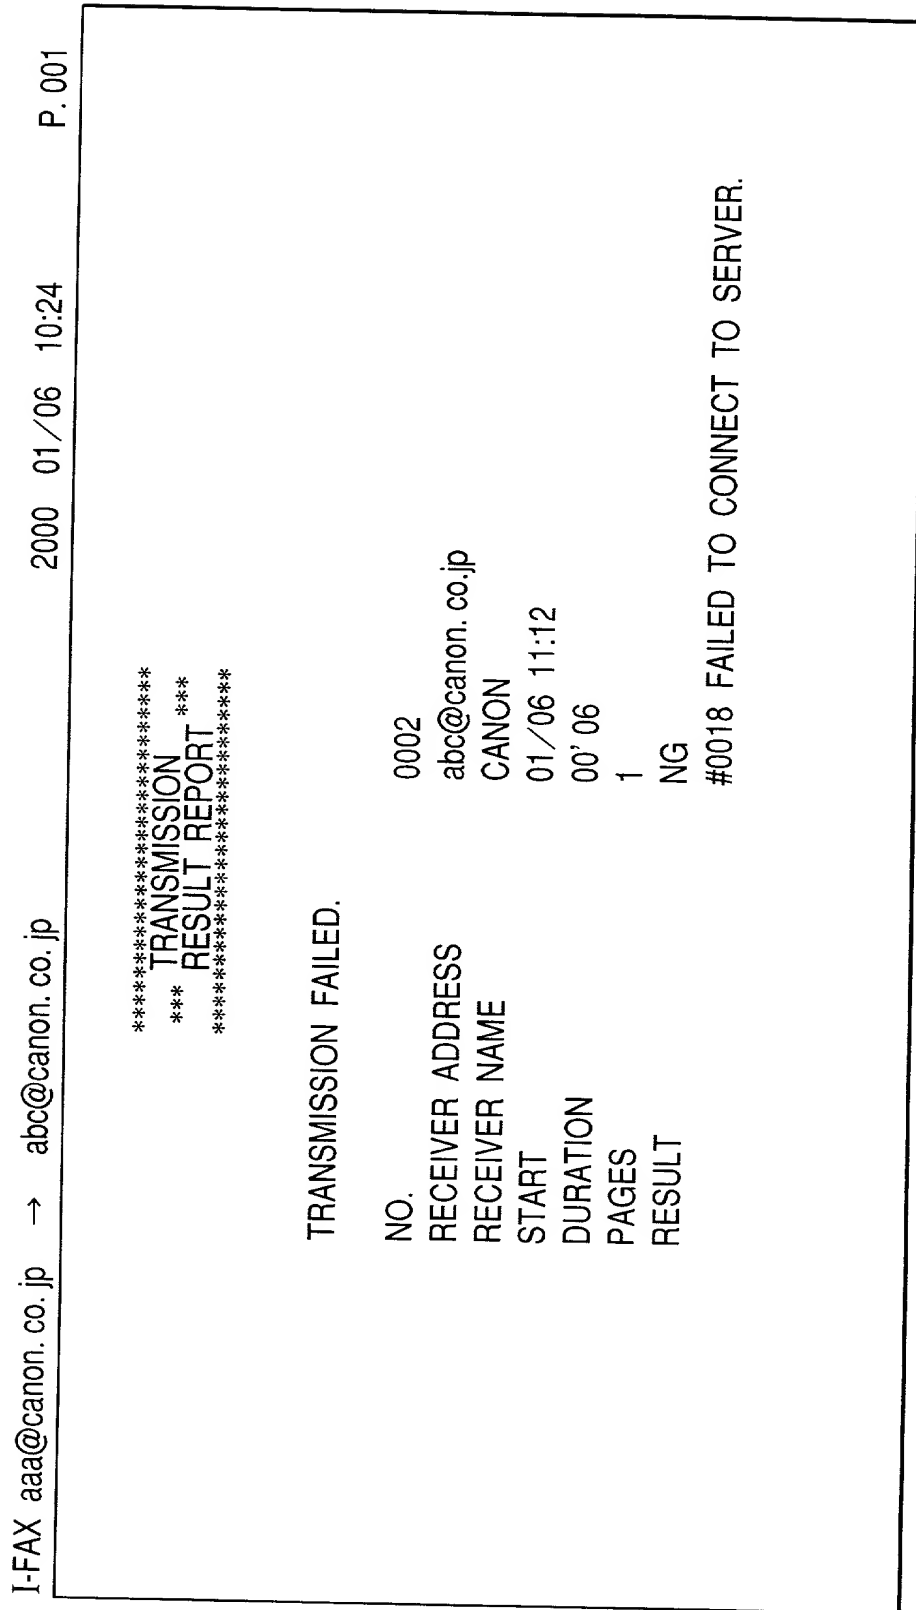 I-FAX aaa@canon. co. jp → abc@canon. co. jp 2000 01/06 10:24 P. 001
*******************************
*** TRANSMISSION ***
RESULT REPORT
*******************************
TRANSMISSION FAILED.
NO. 0002
RECEIVER ADDRESS abc@canon. co.jp
RECEIVER NAME CANON
START 01/06 11:12
DURATION 00' 06
PAGES 1
RESULT NG
#0018 FAILED TO CONNECT TO SERVER.